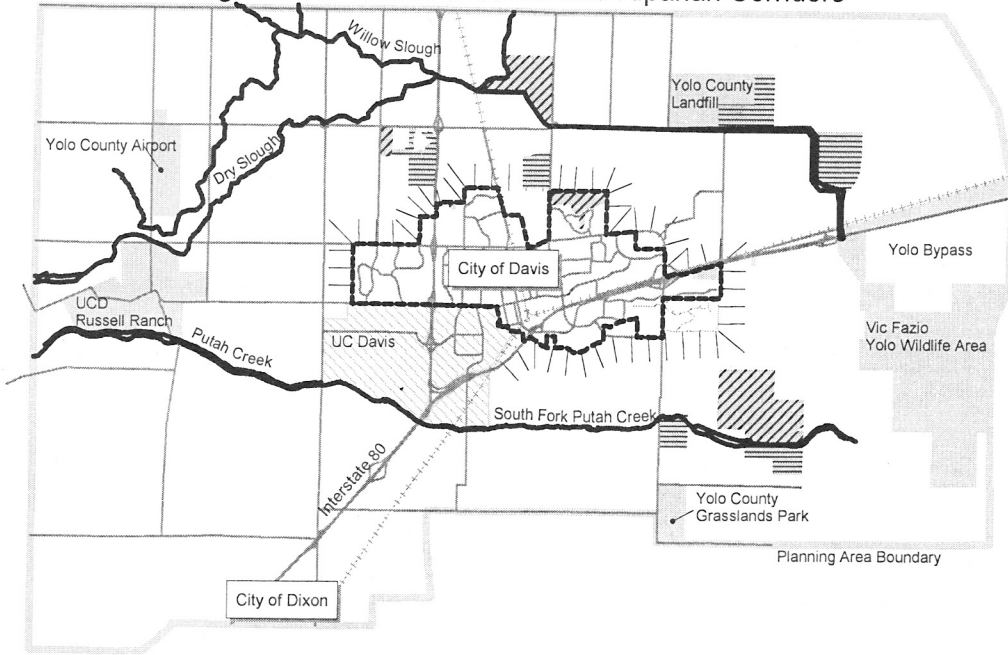 Corridors
Willow Slough
Yolo County
Landfill
Yolo County Airport
Dry Slough
City of Davis
Yolo Bypass
UCD
Russell Ranch
Putah Creek
UC Davis
Vic Fazio
Yolo Wildlife Area
South Fork Putah Creek
Interstate 80
Yolo County
Grasslands Park
Planning Area Boundary
City of Dixon